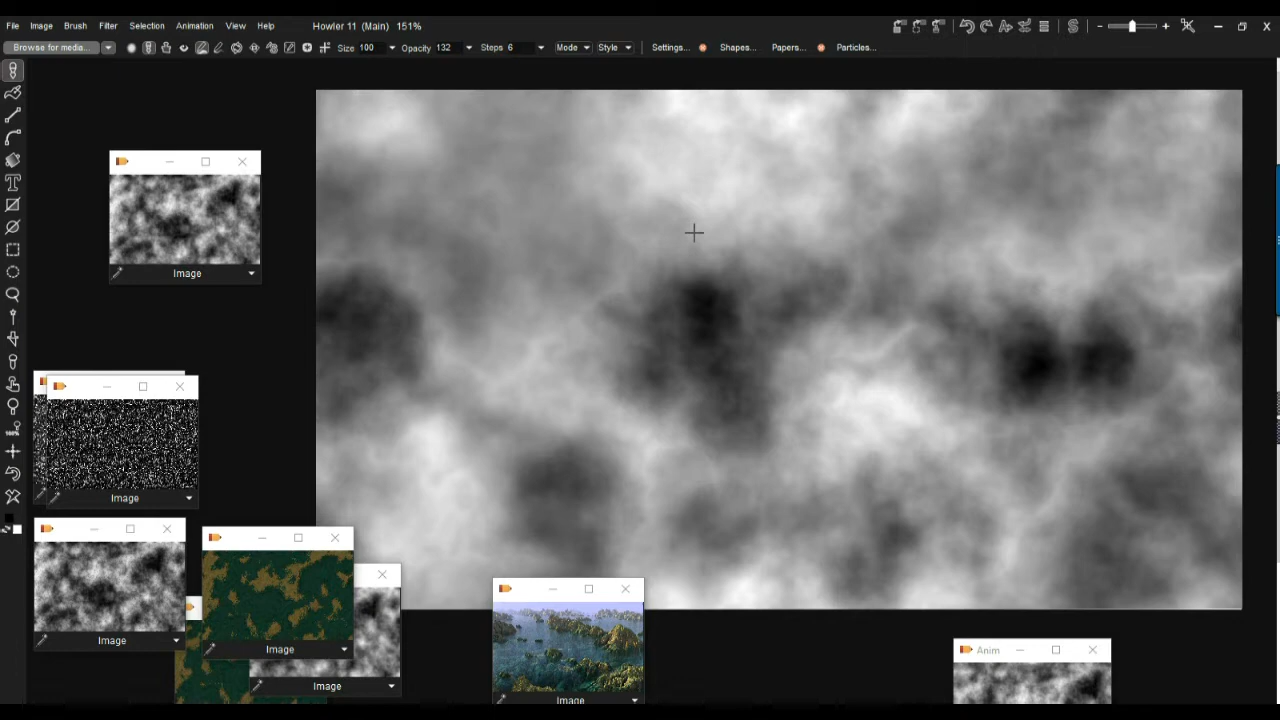 File Image Brush Filter Selection Animation View Help Howler 11 (Main) 151%
Browse for media... Size 100 Opacity 132 Steps 6 Mode Style Settings... Shapes... Papers... Particles...
Image
Image
Image
Image
Image
Image
Anim